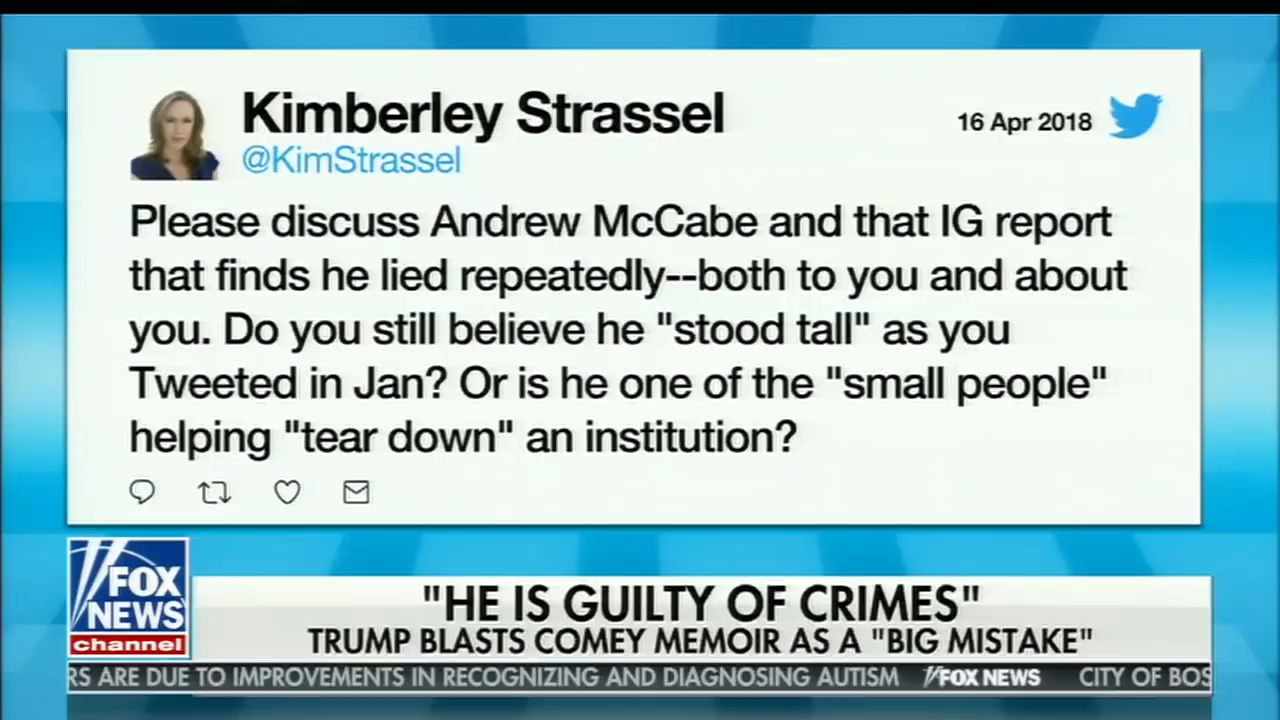 Kimberley Strassel
@KimStrassel
16 Apr 2018
Please discuss Andrew McCabe and that IG report
that finds he lied repeatedly--both to you and about
you. Do you still believe he "stood tall" as you
Tweeted in Jan? Or is he one of the "small people"
helping "tear down" an institution?
FOX
NEWS
channel
"HE IS GUILTY OF CRIMES"
TRUMP BLASTS COMEY MEMOIR AS A "BIG MISTAKE"
RS ARE DUE TO IMPROVEMENTS IN RECOGNIZING AND DIAGNOSING AUTISM FOX NEWS CITY OF BOS